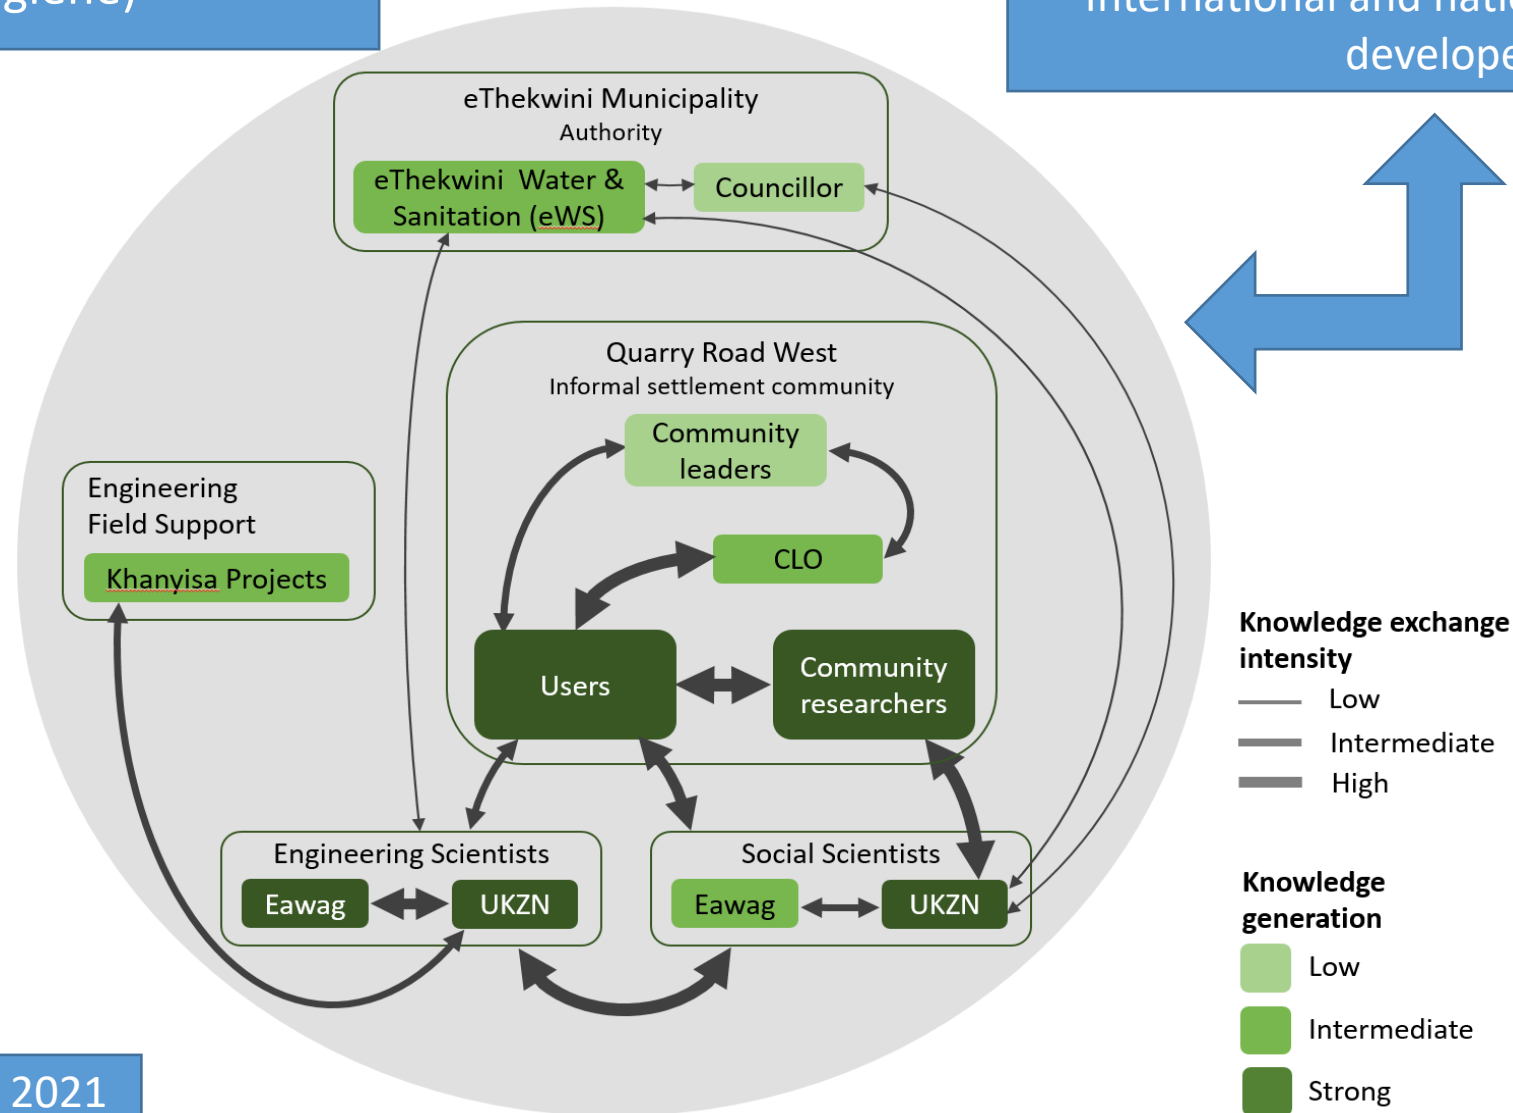 eThekwini Municipality
Authority
eThekwini Water &
Sanitation (eWS)
Councillor
Quarry Road West
Informal settlement community
Community
leaders
CLO
Users
Community
researchers
Engineering
Field Support
Khanyisa Projects
Engineering Scientists
Eawag
UKZN
Social Scientists
Eawag
UKZN
Knowledge exchange
intensity
Low
Intermediate
High
Knowledge
generation
Low
Intermediate
Strong
2021